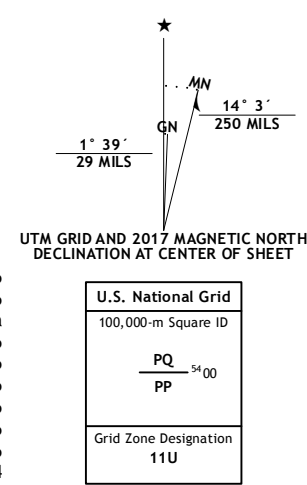 ★
MN
GN
1° 39´
29 MILS
14° 3´
250 MILS
UTM GRID AND 2017 MAGNETIC NORTH
DECLINATION AT CENTER OF SHEET
U.S. National Grid
100,000-m Square ID
PQ
PP
5400
Grid Zone Designation
11U